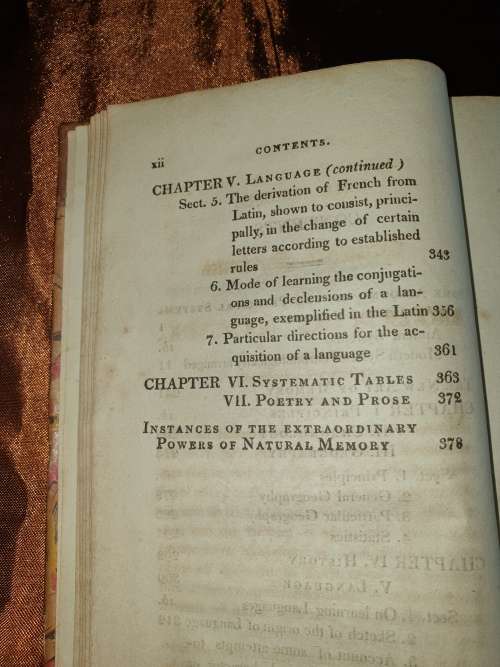 xii
CONTENTS.
CHAPTER V. LANGUAGE (continued)
Sect. 5. The derivation of French from
Latin, shown to consist, princi-
pally, in the change of certain
letters according to established
rules 343
6. Mode of learning the conjugati-
ons and declensions of a lan-
guage, exemplified in the Latin 356
7. Particular directions for the ac-
quisition of a language 361
CHAPTER VI. SYSTEMATIC TABLES 363
VII. POETRY AND PROSE 372
INSTANCES OF THE EXTRAORDINARY
POWERS OF NATURAL MEMORY 378